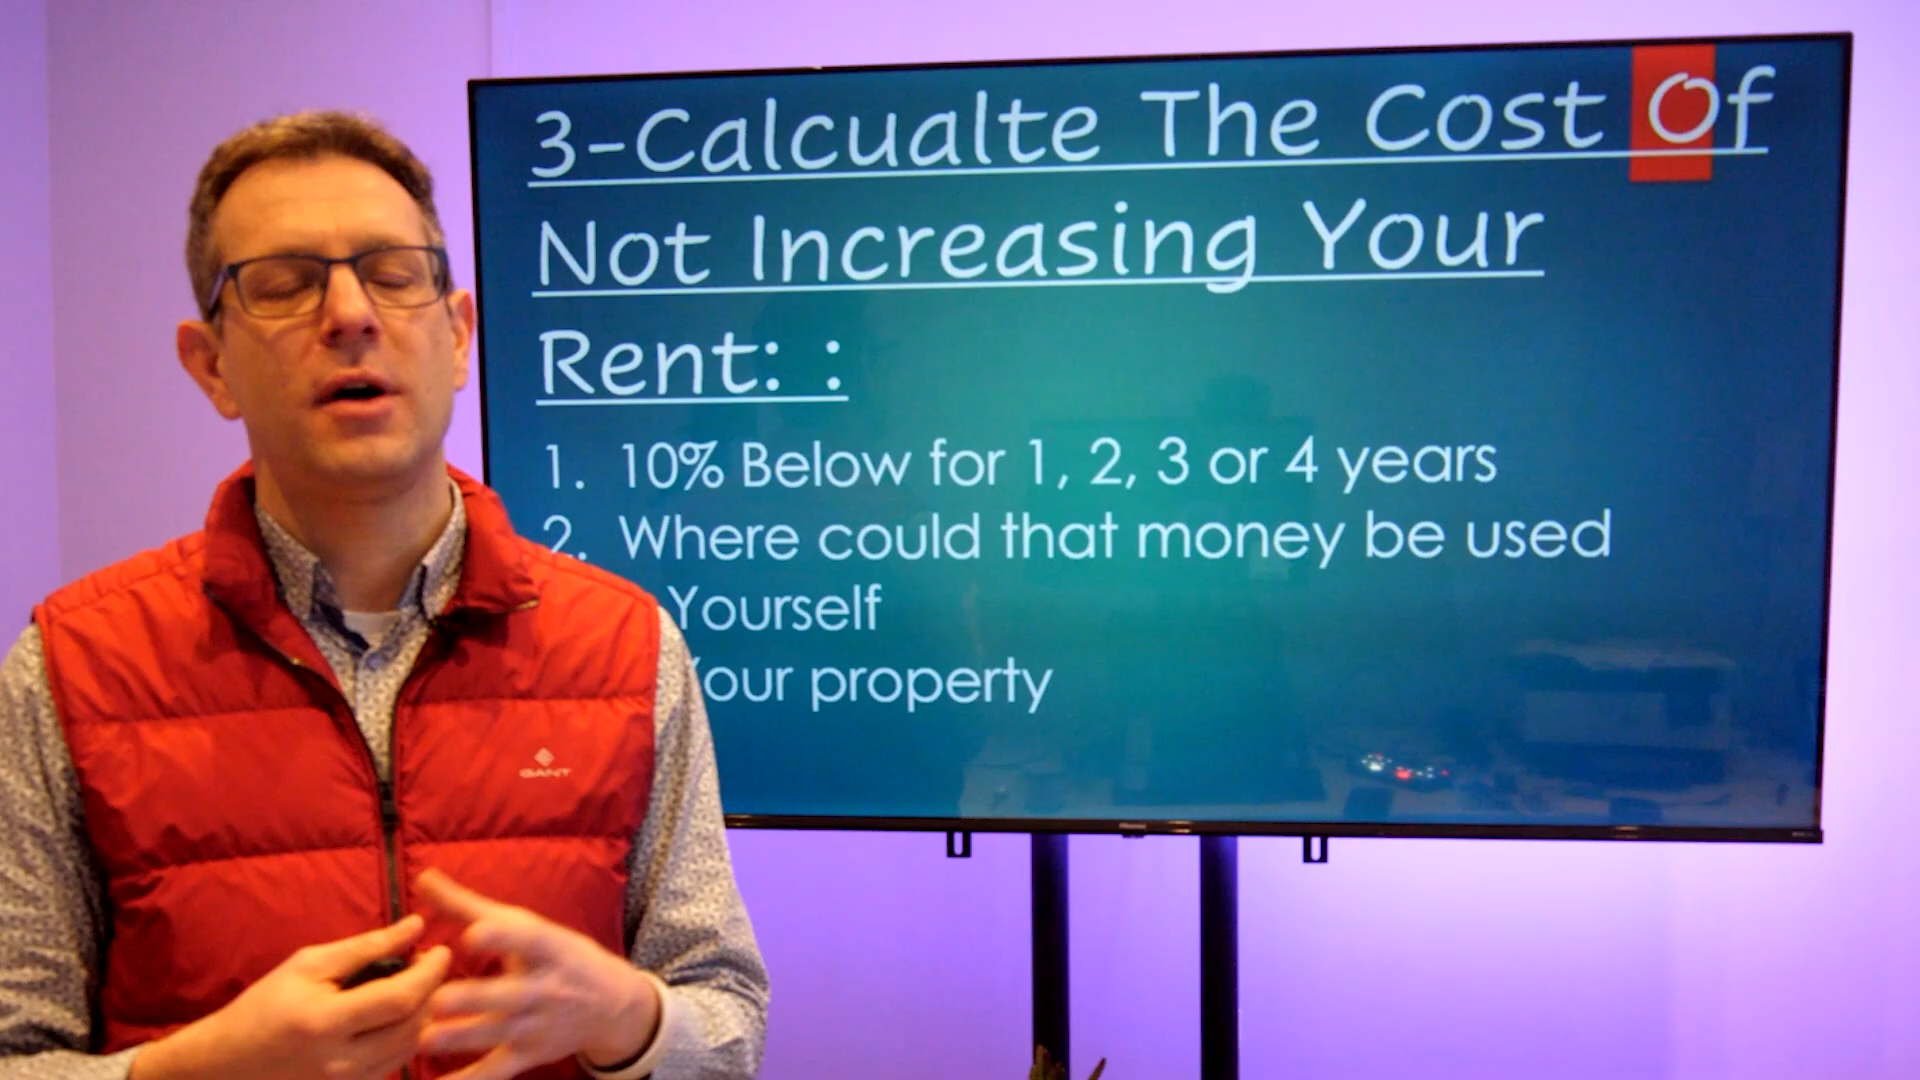 3-Calcualte The Cost Of
Not Increasing Your
Rent: :
1. 10% Below for 1, 2, 3 or 4 years
2. Where could that money be used
Yourself
Your property
GANT